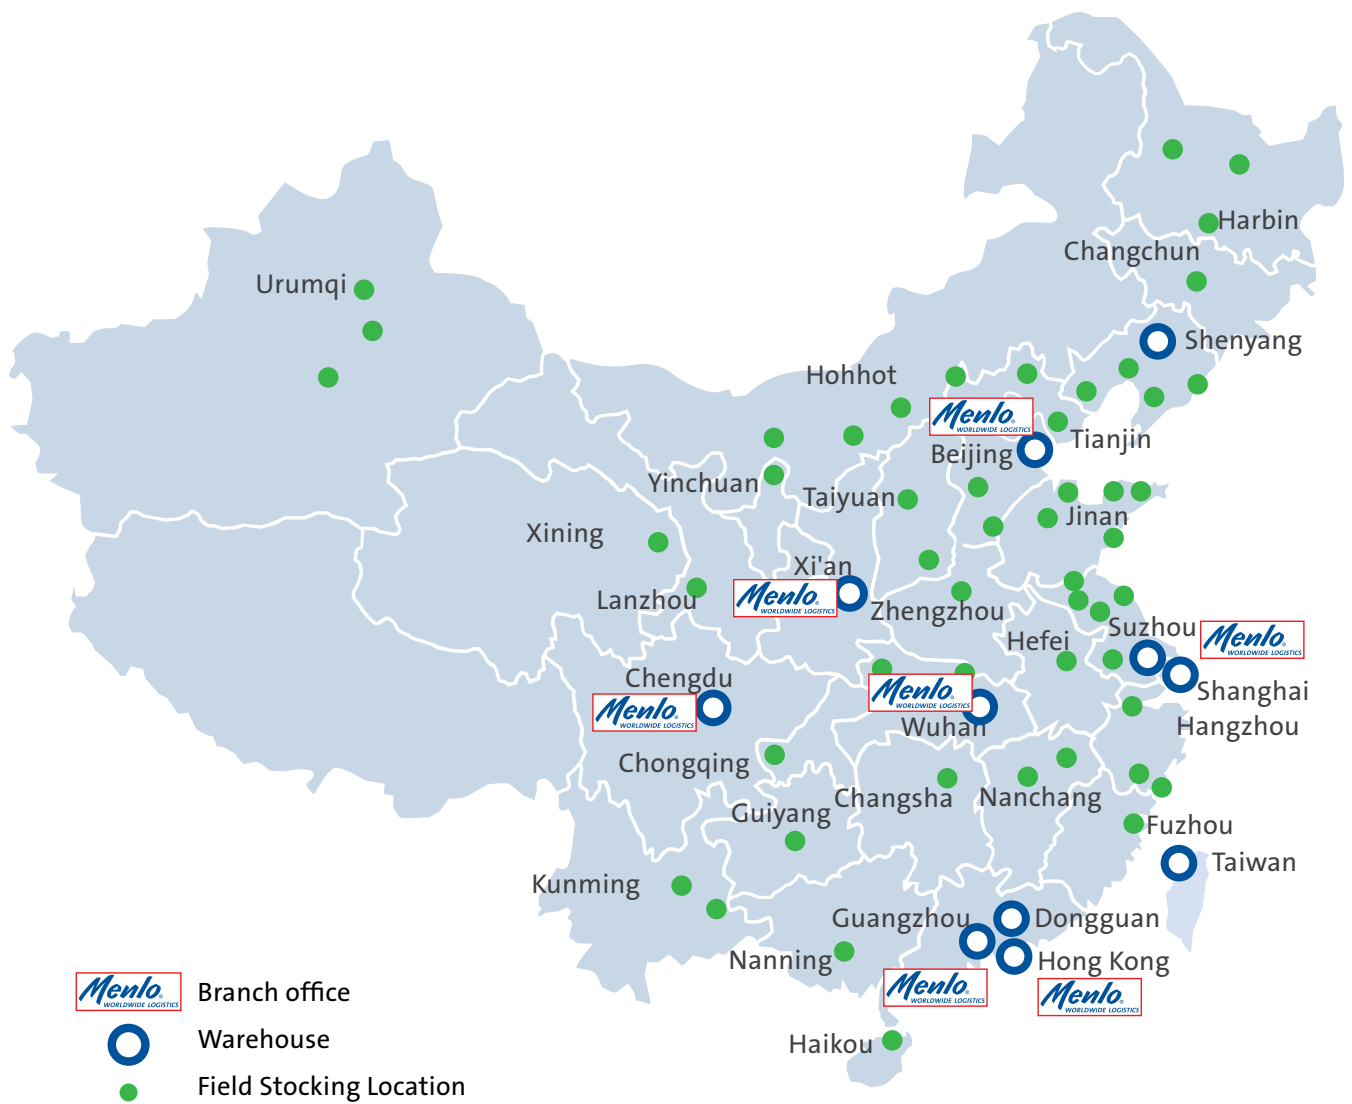 Harbin
Changchun
Urumqi
Shenyang
Hohhot
Menlo®
WORLDWIDE LOGISTICS
Tianjin
Beijing
Yinchuan
Taiyuan
Jinan
Xining
Xi'an
Menlo®
WORLDWIDE LOGISTICS
Lanzhou
Zhengzhou
Suzhou
Menlo®
WORLDWIDE LOGISTICS
Hefei
Chengdu
Menlo®
WORLDWIDE LOGISTICS
Menlo®
WORLDWIDE LOGISTICS
Shanghai
Wuhan
Hangzhou
Chongqing
Changsha
Nanchang
Guiyang
Fuzhou
Taiwan
Kunming
Guangzhou
Dongguan
Nanning
Hong Kong
Menlo®
WORLDWIDE LOGISTICS
Menlo®
WORLDWIDE LOGISTICS
Haikou
Menlo®
WORLDWIDE LOGISTICS
Branch office
Warehouse
Field Stocking Location